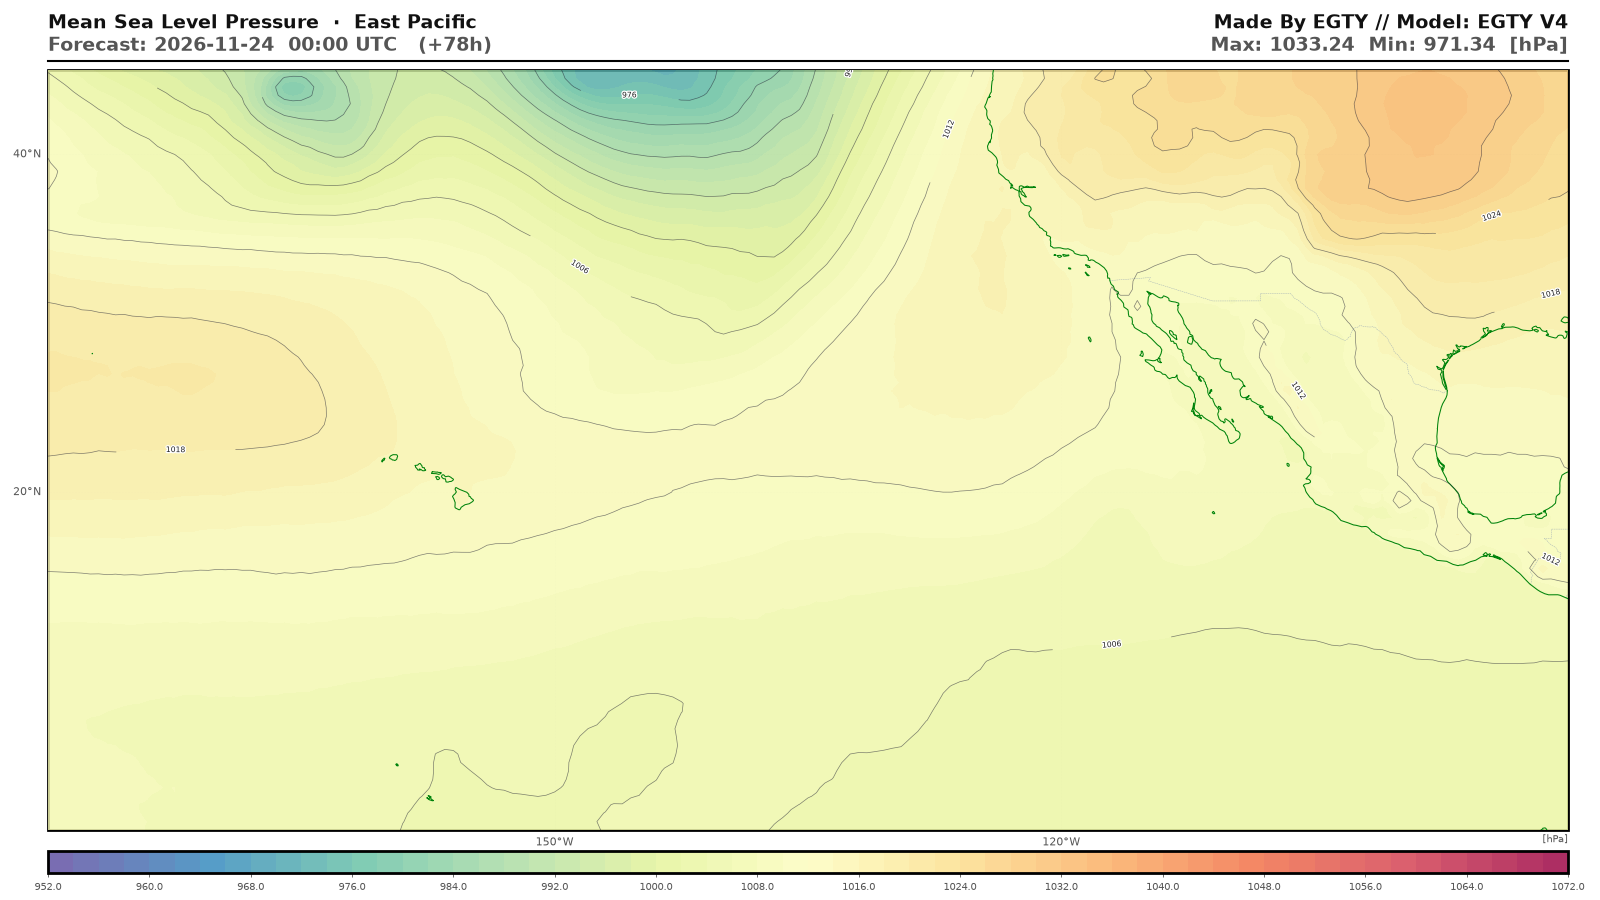 Mean Sea Level Pressure · East Pacific
Made By EGTY // Model: EGTY V4
Forecast: 2026-11-24 00:00 UTC (+78h)
Max: 1033.24 Min: 971.34 [hPa]
976
1012
40°N
1024
1006
1018
1012
1018
20°N
1012
1006
150°W
120°W
[hPa]
952.0
960.0
968.0
976.0
984.0
992.0
1000.0
1008.0
1016.0
1024.0
1032.0
1040.0
1048.0
1056.0
1064.0
1072.0